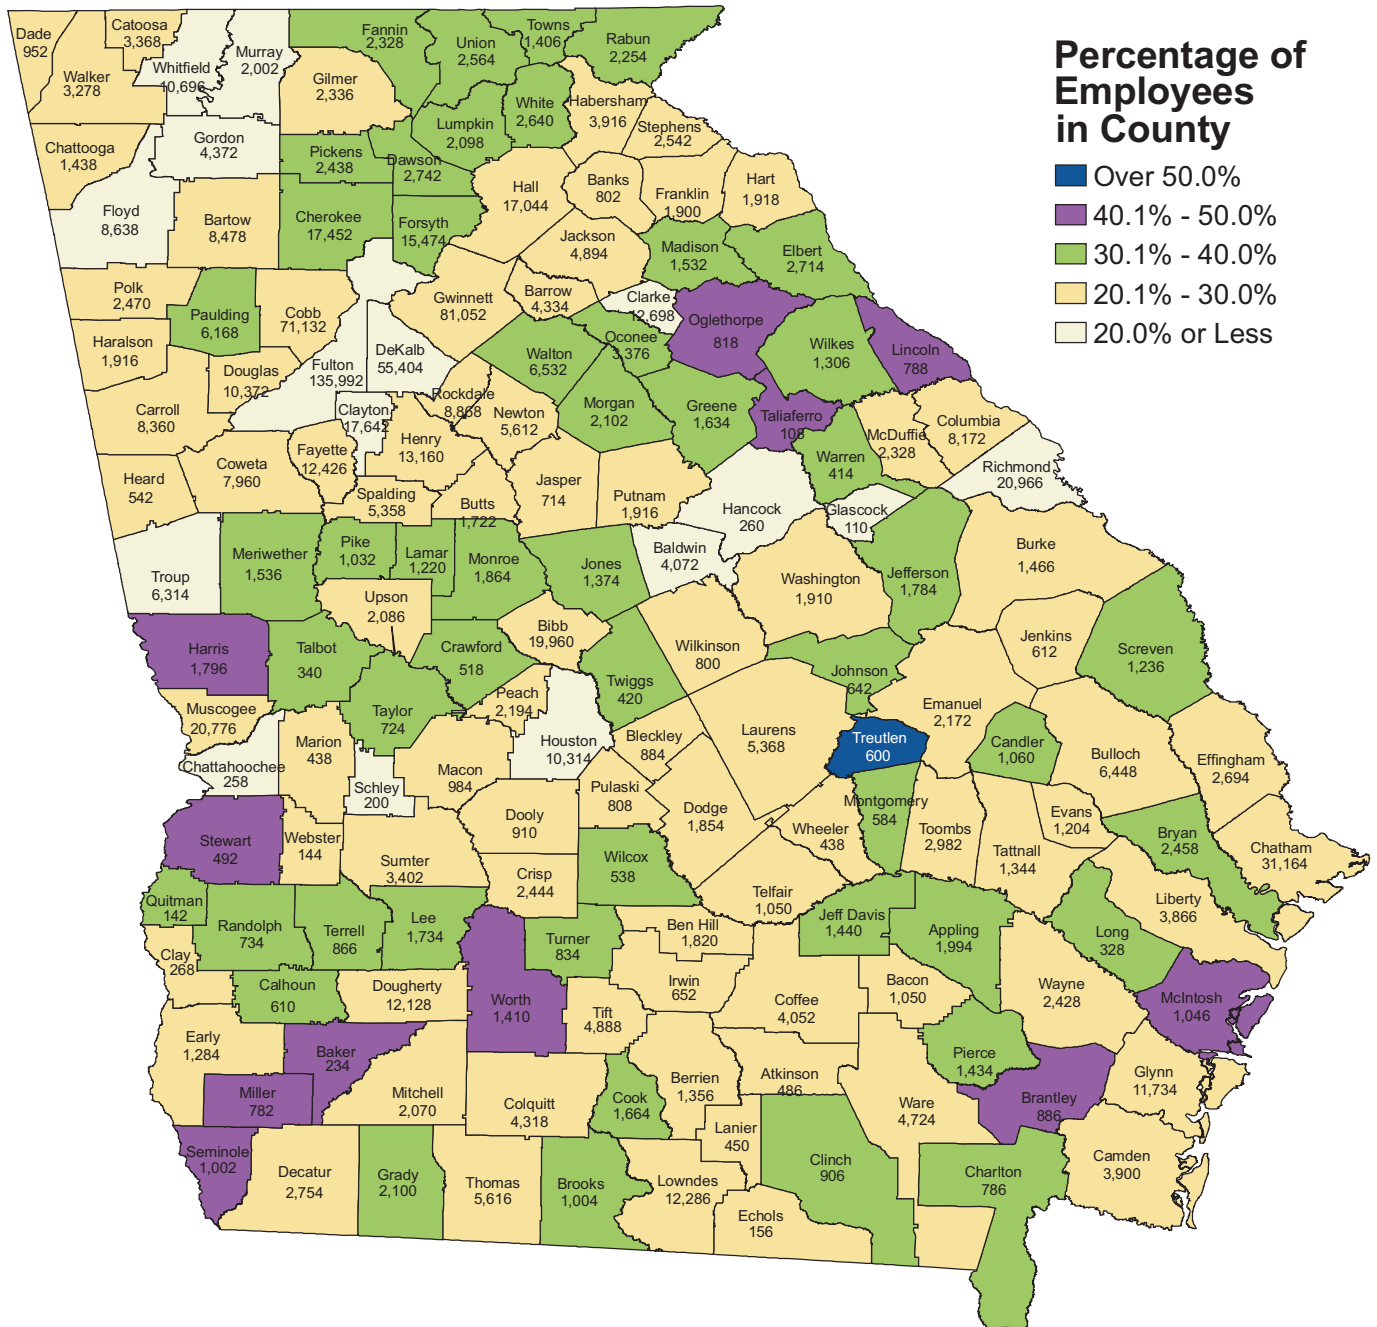 Percentage of
Employees
in County
Over 50.0%
40.1% - 50.0%
30.1% - 40.0%
20.1% - 30.0%
20.0% or Less
Dade
952
Catoosa
3,368
Walker
3,278
Whitfield
10,696
Murray
2,002
Fannin
2,328
Gilmer
2,336
Union
2,564
Towns
1,406
Rabun
2,254
White
2,640
Habersham
3,916
Lumpkin
2,098
Stephens
2,542
Chattooga
1,438
Gordon
4,372
Pickens
2,438
Dawson
2,742
Hall
17,044
Banks
802
Franklin
1,900
Hart
1,918
Floyd
8,638
Bartow
8,478
Cherokee
17,452
Forsyth
15,474
Jackson
4,894
Madison
1,532
Elbert
2,714
Polk
2,470
Paulding
6,168
Cobb
71,132
Gwinnett
81,052
Barrow
4,334
Clarke
12,698
Oglethorpe
818
Oconee
3,376
Haralson
1,916
Douglas
10,372
Fulton
135,992
DeKalb
55,404
Walton
6,532
Wilkes
1,306
Lincoln
788
Carroll
8,360
Clayton
17,642
Rockdale
8,868
Newton
5,612
Morgan
2,102
Greene
1,634
Taliaferro
108
McDuffie
2,328
Columbia
8,172
Richmond
20,966
Heard
542
Coweta
7,960
Fayette
12,426
Henry
13,160
Spalding
5,358
Butts
1,722
Jasper
714
Putnam
1,916
Hancock
260
Warren
414
Glascock
110
Troup
6,314
Meriwether
1,536
Pike
1,032
Lamar
1,220
Monroe
1,864
Jones
1,374
Baldwin
4,072
Washington
1,910
Jefferson
1,784
Burke
1,466
Upson
2,086
Bibb
19,960
Wilkinson
800
Jenkins
612
Screven
1,236
Harris
1,796
Talbot
340
Crawford
518
Twiggs
420
Johnson
642
Emanuel
2,172
Muscogee
20,776
Taylor
724
Peach
2,194
Houston
10,314
Bleckley
884
Laurens
5,368
Treutlen
600
Candler
1,060
Bulloch
6,448
Effingham
2,694
Chattahoochee
258
Marion
438
Schley
200
Macon
984
Pulaski
808
Dodge
1,854
Wheeler
438
Montgomery
584
Toombs
2,982
Evans
1,204
Tattnall
1,344
Bryan
2,458
Chatham
31,164
Stewart
492
Webster
144
Sumter
3,402
Dooly
910
Crisp
2,444
Wilcox
538
Telfair
1,050
Jeff Davis
1,440
Appling
1,994
Long
328
Liberty
3,866
Quitman
142
Randolph
734
Terrell
866
Lee
1,734
Turner
834
Ben Hill
1,820
Clay
268
Calhoun
610
Dougherty
12,128
Worth
1,410
Tift
4,888
Irwin
652
Coffee
4,052
Bacon
1,050
Wayne
2,428
McIntosh
1,046
Early
1,284
Baker
234
Miller
782
Mitchell
2,070
Colquitt
4,318
Cook
1,664
Berrien
1,356
Atkinson
486
Ware
4,724
Pierce
1,434
Brantley
886
Glynn
11,734
Seminole
1,002
Decatur
2,754
Grady
2,100
Thomas
5,616
Brooks
1,004
Lowndes
12,286
Lanier
450
Echols
156
Clinch
906
Charlton
786
Camden
3,900